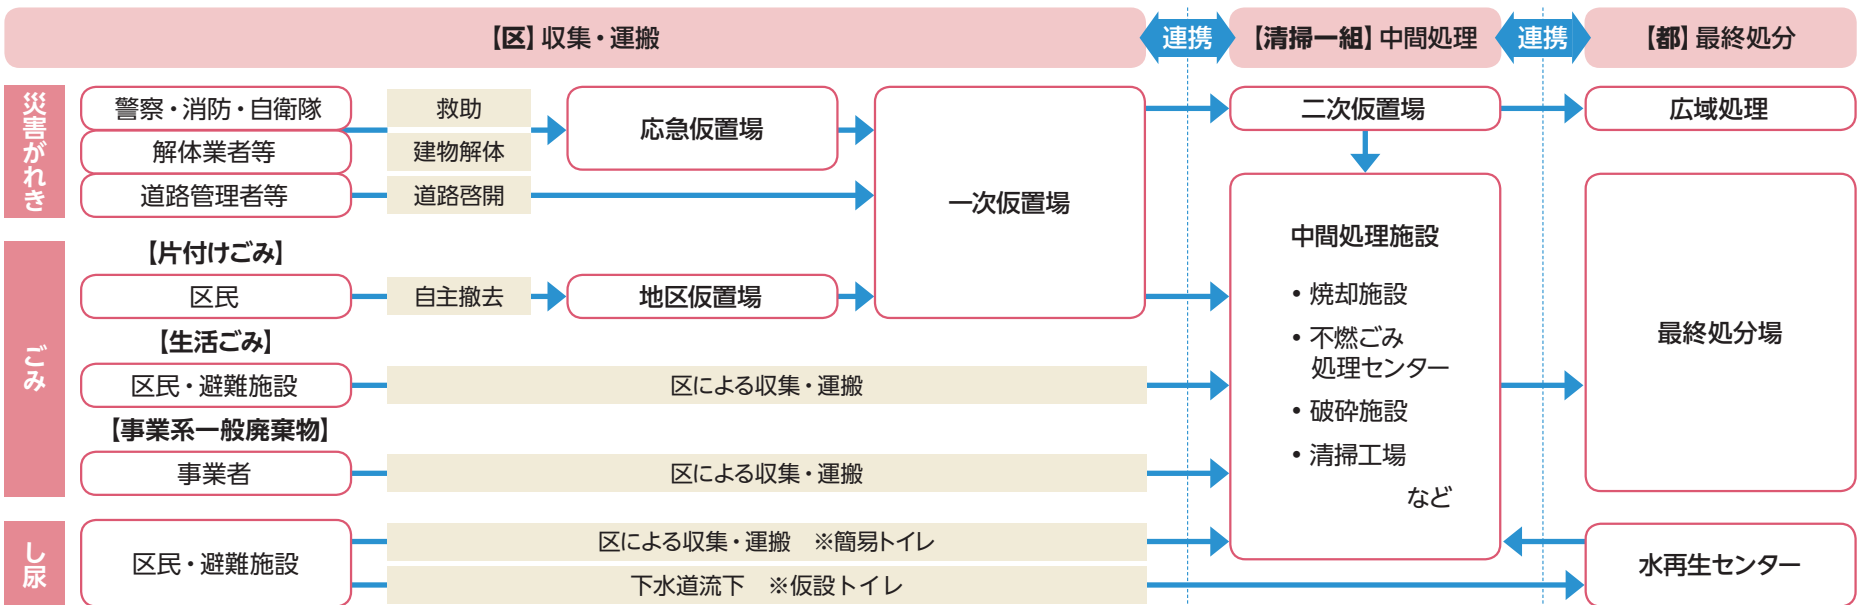 【区】収集・運搬
連携
【清掃一組】中間処理
連携
【都】最終処分
災害がれき
警察・消防・自衛隊
救助
応急仮置場
解体業者等
建物解体
道路管理者等
道路啓開
一次仮置場
二次仮置場
広域処理
ごみ
【片付けごみ】
区民
自主撤去
地区仮置場
【生活ごみ】
区民・避難施設
区による収集・運搬
【事業系一般廃棄物】
事業者
区による収集・運搬
中間処理施設
・焼却施設
・不燃ごみ
処理センター
・破砕施設
・清掃工場
など
最終処分場
し尿
区民・避難施設
区による収集・運搬　※簡易トイレ
下水道流下　※仮設トイレ
水再生センター